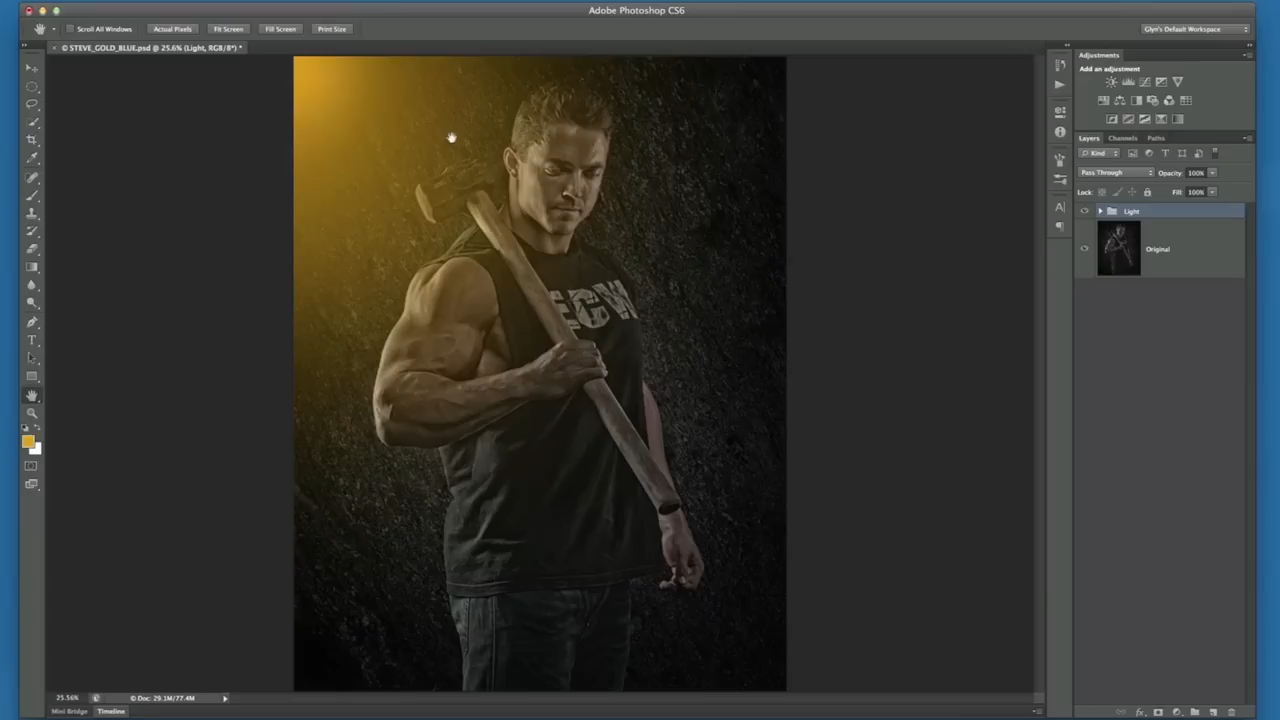 Adobe Photoshop CS6
Scroll All Windows Actual Pixels Fit Screen Fill Screen Print Size Glyn's Default Workspace
× © STEVE_GOLD_BLUE.psd @ 25.6% (Light, RGB/8*) *
Adjustments
Add an adjustment
Layers Channels Paths
Kind
Pass Through Opacity: 100%
Lock: Fill: 100%
Light
Original
ECW
25.56% © Doc: 29.1M/77.4M
Mini Bridge Timeline